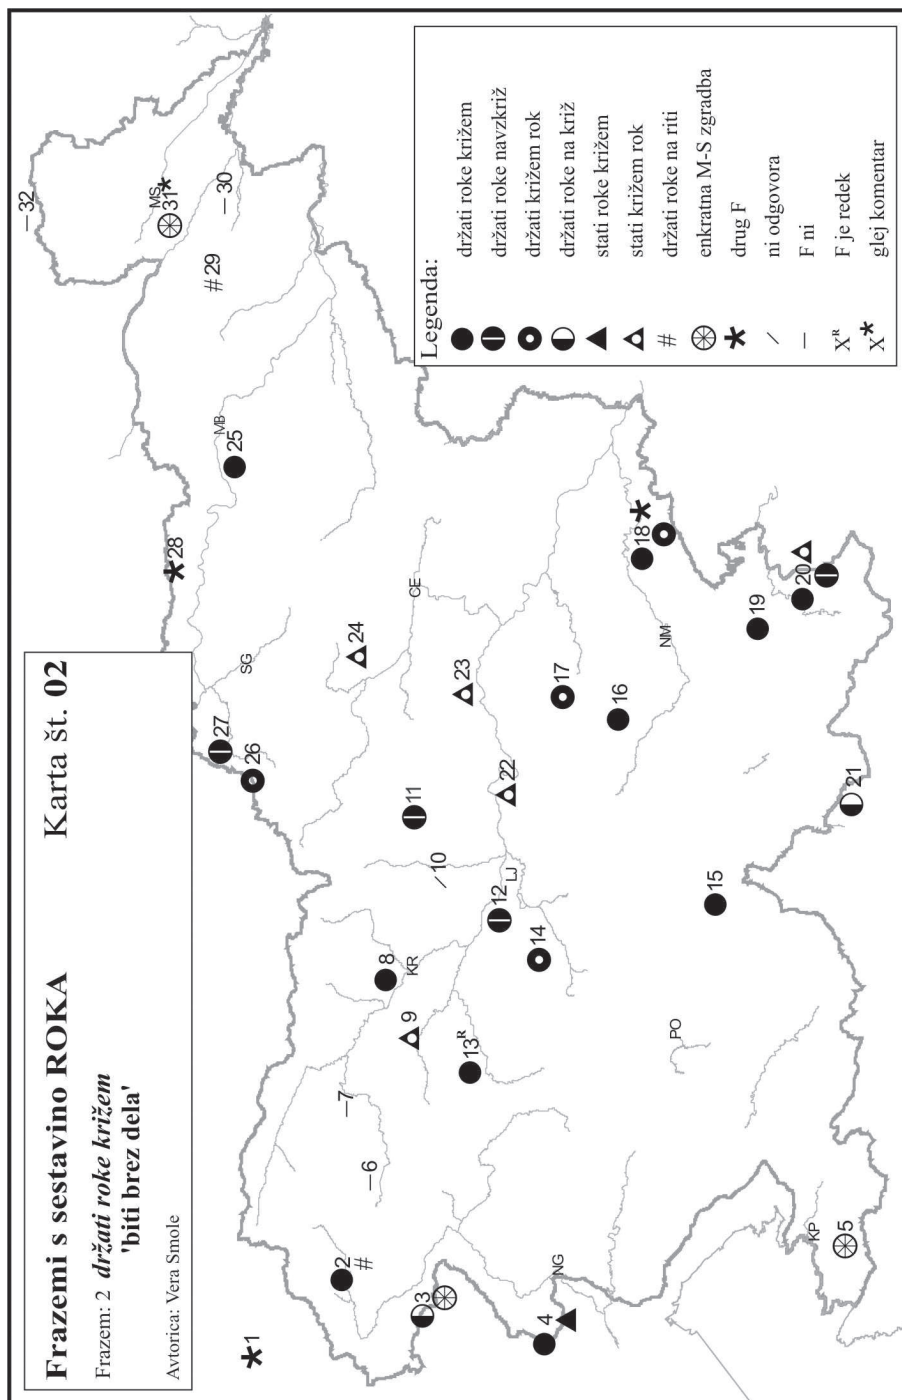 Frazemi s sestavino ROKA
Karta št. 02
Frazem: 2 držati roke križem
'biti brez dela'
Avtorica: Vera Smole
Legenda:
držati roke križem
držati roke navzkriž
držati križem rok
držati roke na križ
stati roke križem
stati križem rok
držati roke na riti
enkratna M-S zgradba
drug F
/ ni odgovora
– F ni
Xᴿ F je redek
X* glej komentar
# 
1
2
#
3
4
5
–6
–7
8
9
/10
11
12
13ᴿ
14
15
16
17
18
19
20
21
22
23
24
25
26
27
28
#29
–30
31*
–32
MS
MB
SG
CE
NM
KR
LJ
PO
NG
KP